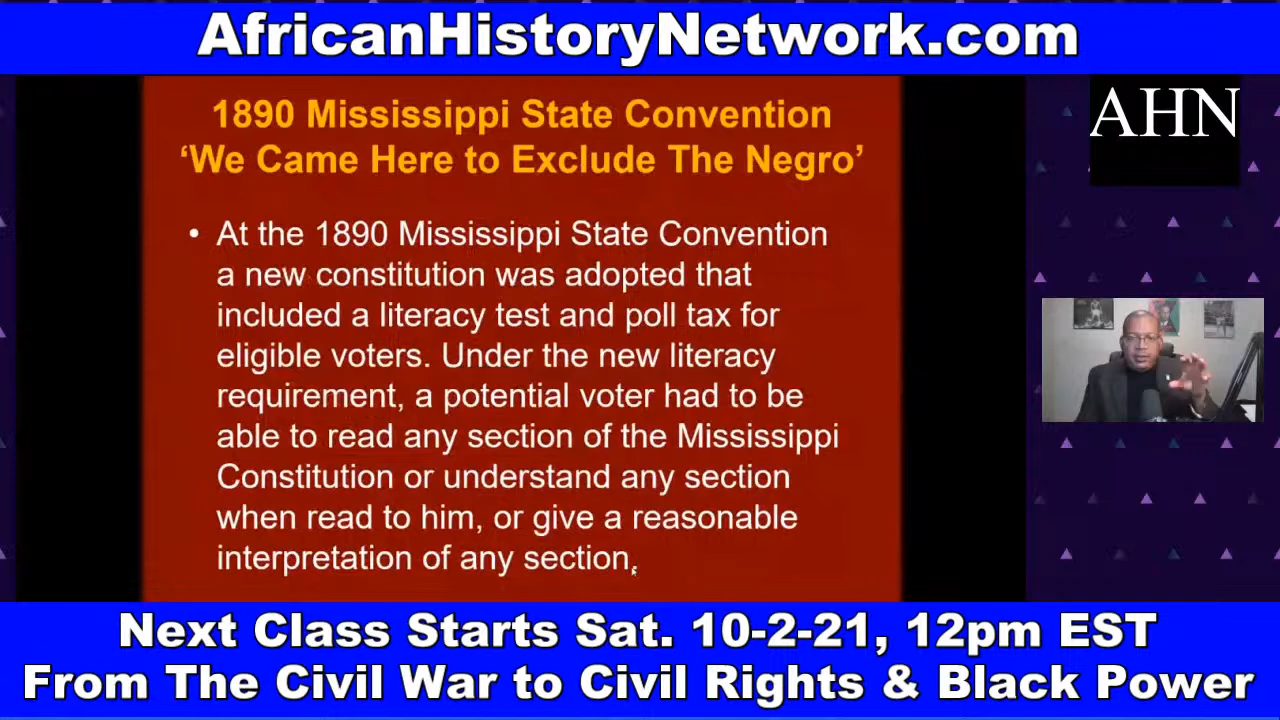 AfricanHistoryNetwork.com
AHN
1890 Mississippi State Convention
‘We Came Here to Exclude The Negro’
• At the 1890 Mississippi State Convention
a new constitution was adopted that
included a literacy test and poll tax for
eligible voters. Under the new literacy
requirement, a potential voter had to be
able to read any section of the Mississippi
Constitution or understand any section
when read to him, or give a reasonable
interpretation of any section.
Next Class Starts Sat. 10-2-21, 12pm EST
From The Civil War to Civil Rights & Black Power